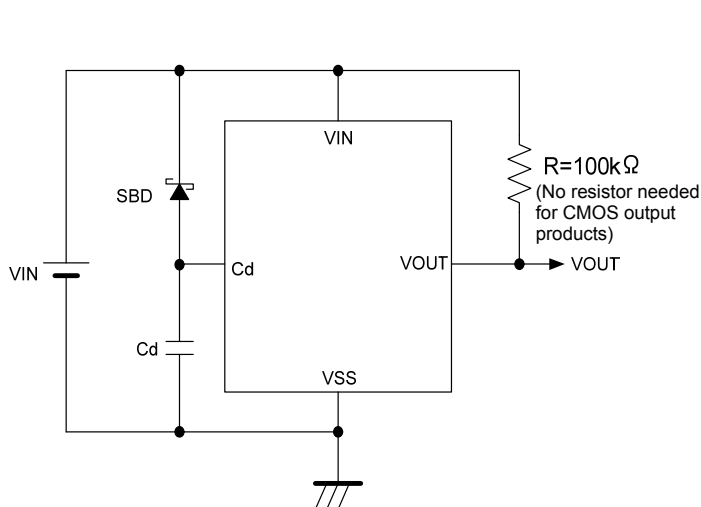 VIN
R=100kΩ
SBD
(No resistor needed
for CMOS output
products)
VIN
Cd
VOUT
VOUT
Cd
VSS